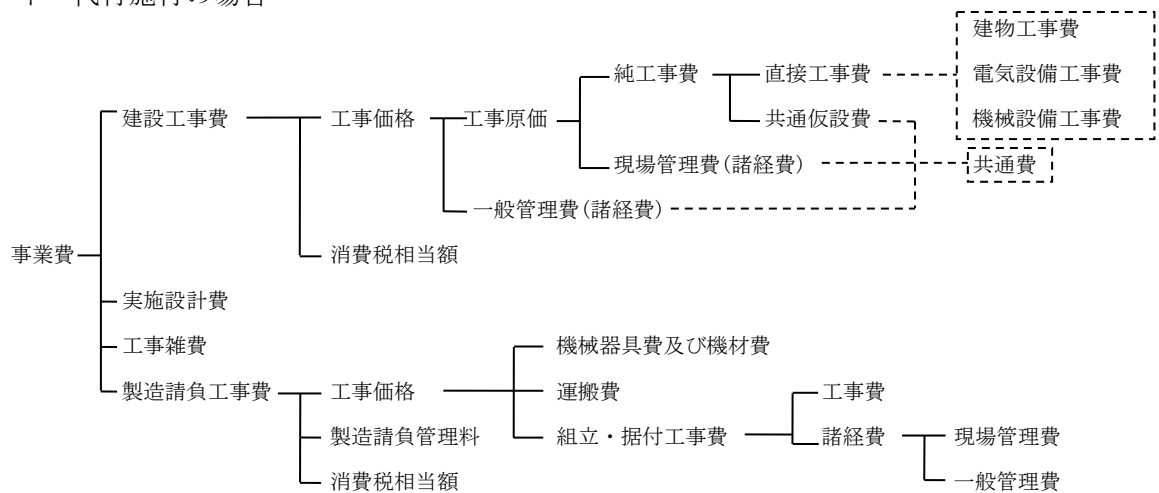 建物工事費
純工事費 直接工事費 電気設備工事費
建設工事費 工事価格 工事原価 共通仮設費 機械設備工事費
現場管理費(諸経費) 共通費
一般管理費(諸経費)
事業費 消費税相当額
実施設計費
工事雑費 機械器具費及び機材費
製造請負工事費 工事価格 運搬費 工事費
製造請負管理料 組立・据付工事費 諸経費 現場管理費
消費税相当額 一般管理費